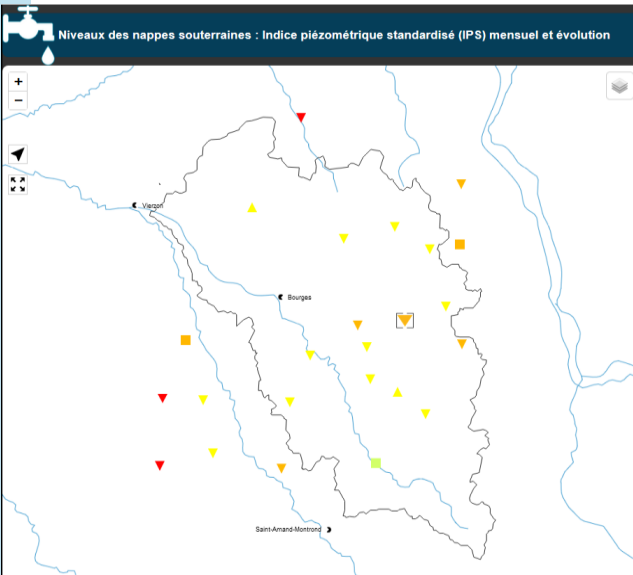 Niveaux des nappes souterraines : Indice piézométrique standardisé (IPS) mensuel et évolution
+
−
Vierzon
Bourges
Saint-Amand-Montrond